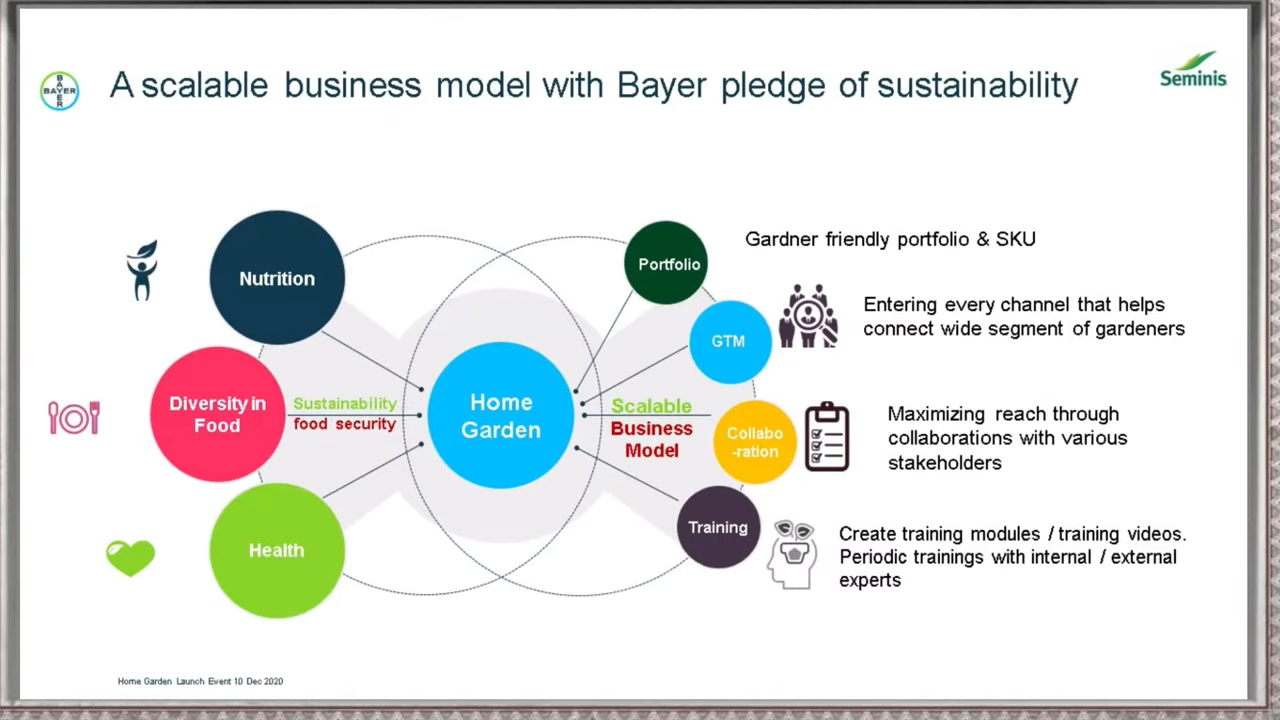 A scalable business model with Bayer pledge of sustainability
BAYER
BAYER
Seminis
Nutrition
Diversity in
Food
Health
Sustainability
food security
Home
Garden
Scalable
Business
Model
Portfolio
GTM
Collabo
-ration
Training
Gardner friendly portfolio & SKU
Entering every channel that helps
connect wide segment of gardeners
Maximizing reach through
collaborations with various
stakeholders
Create training modules / training videos.
Periodic trainings with internal / external
experts
Home Garden Launch Event 10 Dec 2020